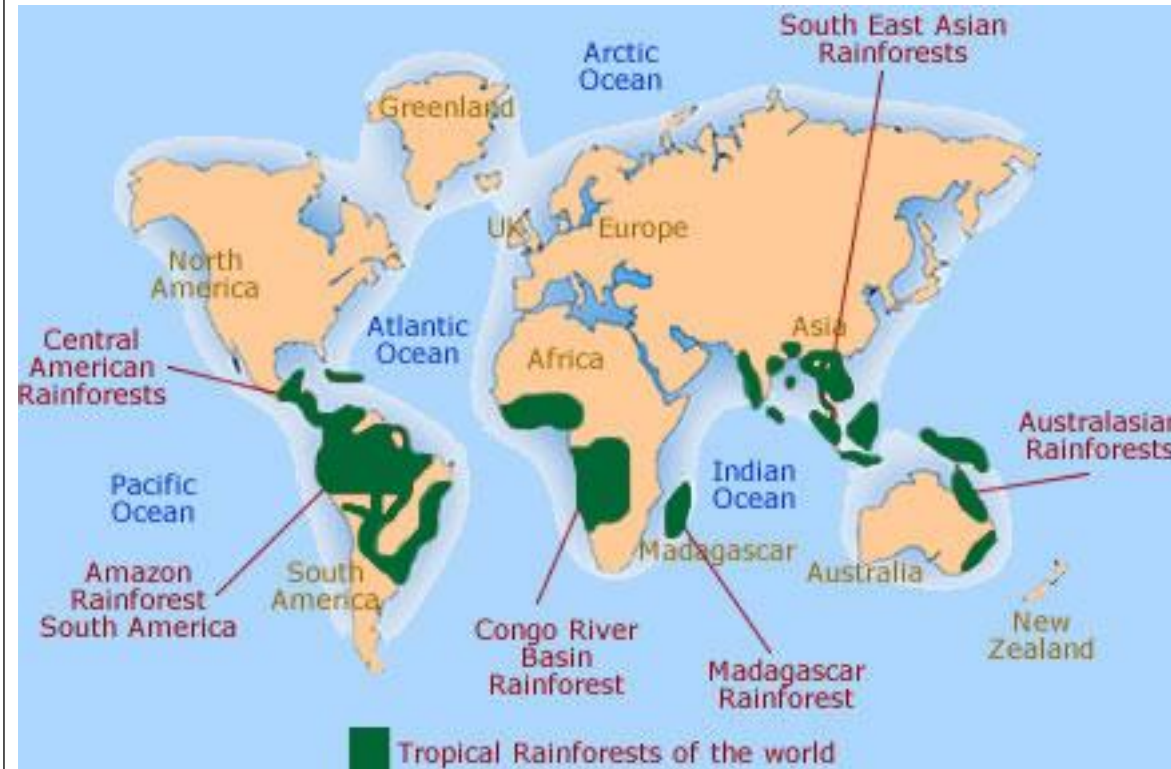 South East Asian
Rainforests
Arctic
Ocean
Greenland
UK
Europe
North
America
Asia
Atlantic
Ocean
Africa
Central
American
Rainforests
Australasian
Rainforests
Pacific
Ocean
Indian
Ocean
Madagascar
Australia
Amazon
Rainforest
South America
South
America
Congo River
Basin
Rainforest
Madagascar
Rainforest
New
Zealand
Tropical Rainforests of the world